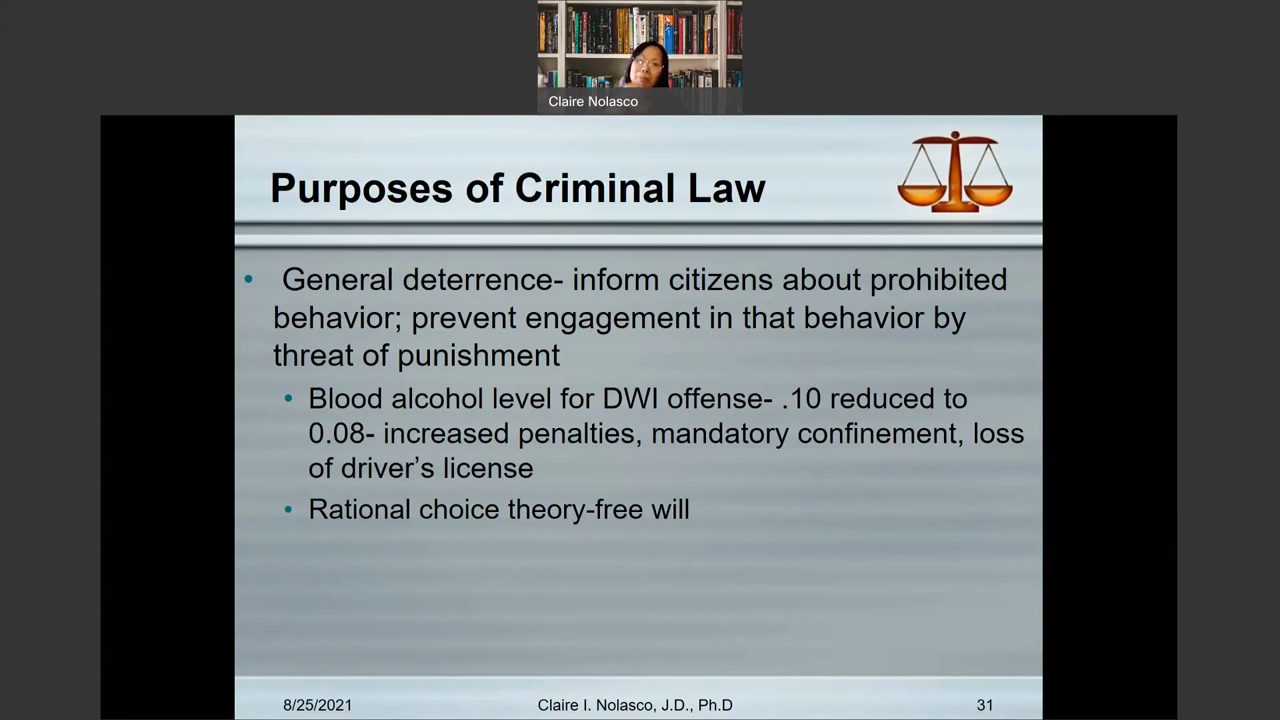 Claire Nolasco
Purposes of Criminal Law
• General deterrence- inform citizens about prohibited
behavior; prevent engagement in that behavior by
threat of punishment
• Blood alcohol level for DWI offense- .10 reduced to
0.08- increased penalties, mandatory confinement, loss
of driver’s license
• Rational choice theory-free will
8/25/2021
Claire I. Nolasco, J.D., Ph.D
31